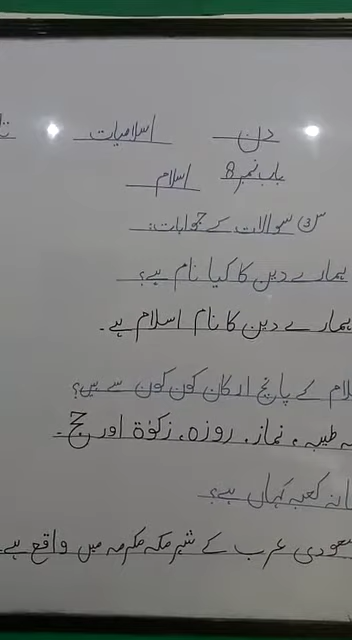 دن اسلامیات
باب نمبر 8 اسلام
س3 سوالات کے جوابات:
ہمارے دین کا کیا نام ہے؟
ہمارے دین کا نام اسلام ہے۔
کے پانچ ارکان کون کون سے ہیں؟
طیبہ، نماز، روزہ، زکوٰۃ اور حج۔
کعبہ کہاں ہے؟
عرب کے شہر مکہ مکرمہ میں واقع ہے۔